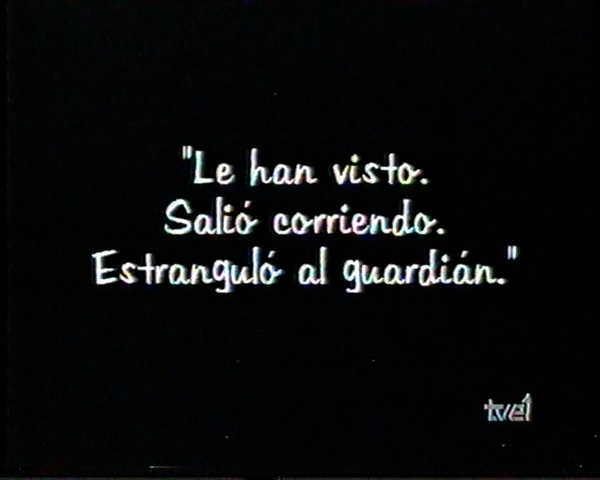 "Le han visto.
Salió corriendo.
Estranguló al guardián."
tve1